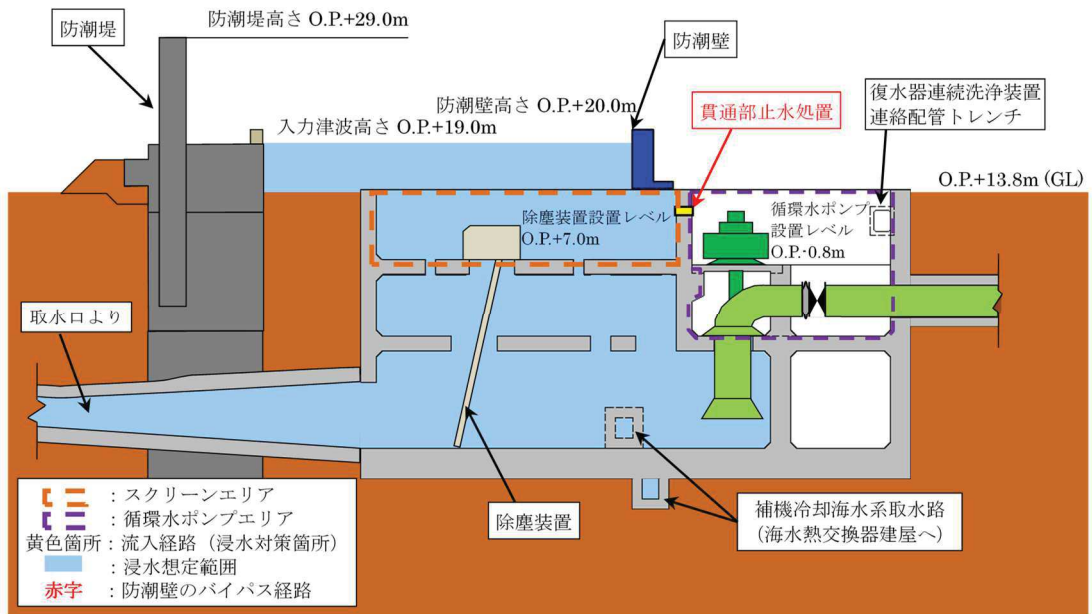 防潮堤高さ O.P.+29.0m
防潮堤
防潮壁
防潮壁高さ O.P.+20.0m
入力津波高さ O.P.+19.0m
貫通部止水処置
復水器連続洗浄装置
連絡配管トレンチ
O.P.+13.8m (GL)
除塵装置設置レベル
O.P.+7.0m
循環水ポンプ
設置レベル
O.P.-0.8m
取水口より
除塵装置
補機冷却海水系取水路
(海水熱交換器建屋へ)
：スクリーンエリア
：循環水ポンプエリア
黄色箇所：流入経路（浸水対策箇所）
：浸水想定範囲
赤字：防潮壁のバイパス経路